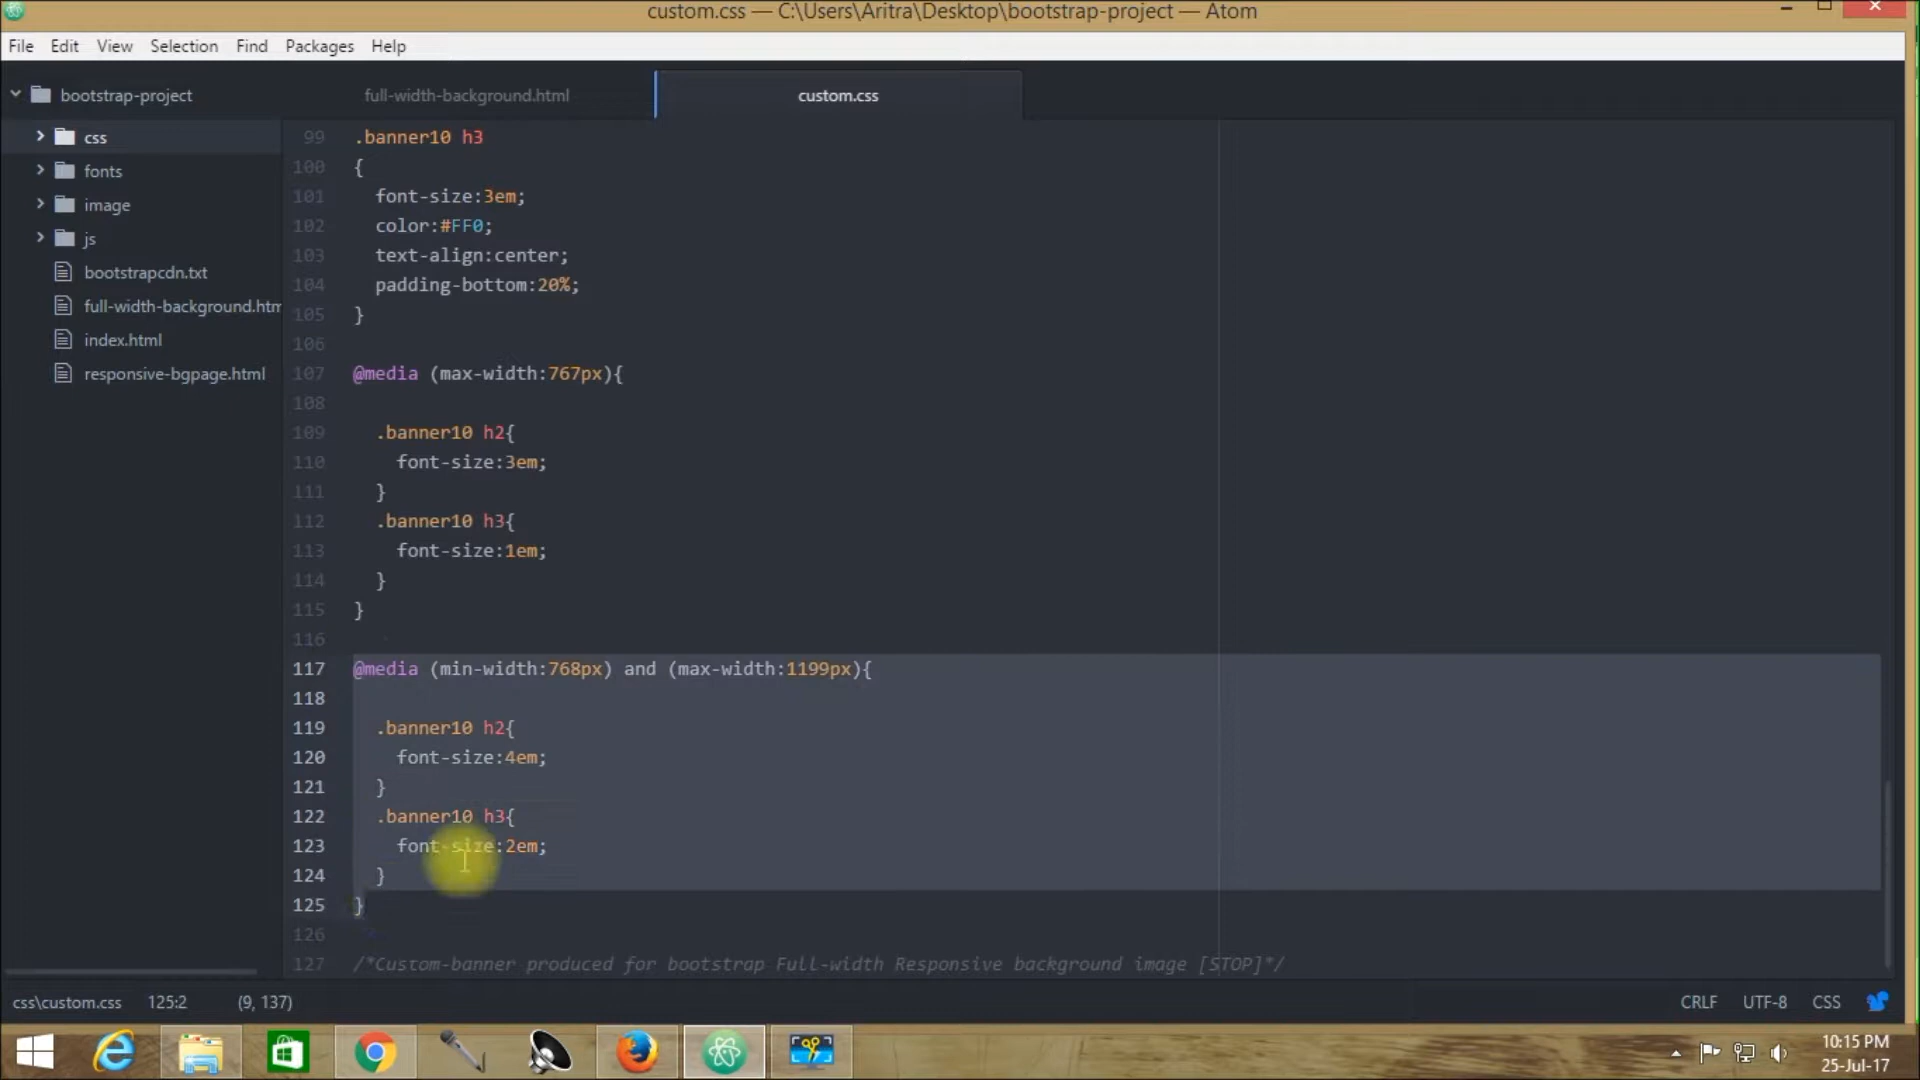 custom.css — C:\Users\Aritra\Desktop\bootstrap-project — Atom
File Edit View Selection Find Packages Help
bootstrap-project
css
fonts
image
js
bootstrapcdn.txt
full-width-background.htm
index.html
responsive-bgpage.html
full-width-background.html custom.css
99 .banner10 h3
100 {
101 font-size:3em;
102 color:#FF0;
103 text-align:center;
104 padding-bottom:20%;
105 }
106
107 @media (max-width:767px){
108
109 .banner10 h2{
110 font-size:3em;
111 }
112 .banner10 h3{
113 font-size:1em;
114 }
115 }
116
117 @media (min-width:768px) and (max-width:1199px){
118
119 .banner10 h2{
120 font-size:4em;
121 }
122 .banner10 h3{
123 font-size:2em;
124 }
125 }
126
127 /*Custom-banner produced for bootstrap Full-width Responsive background image [STOP]*/
css\custom.css 125:2 (9, 137) CRLF UTF-8 CSS
10:15 PM
25-Jul-17